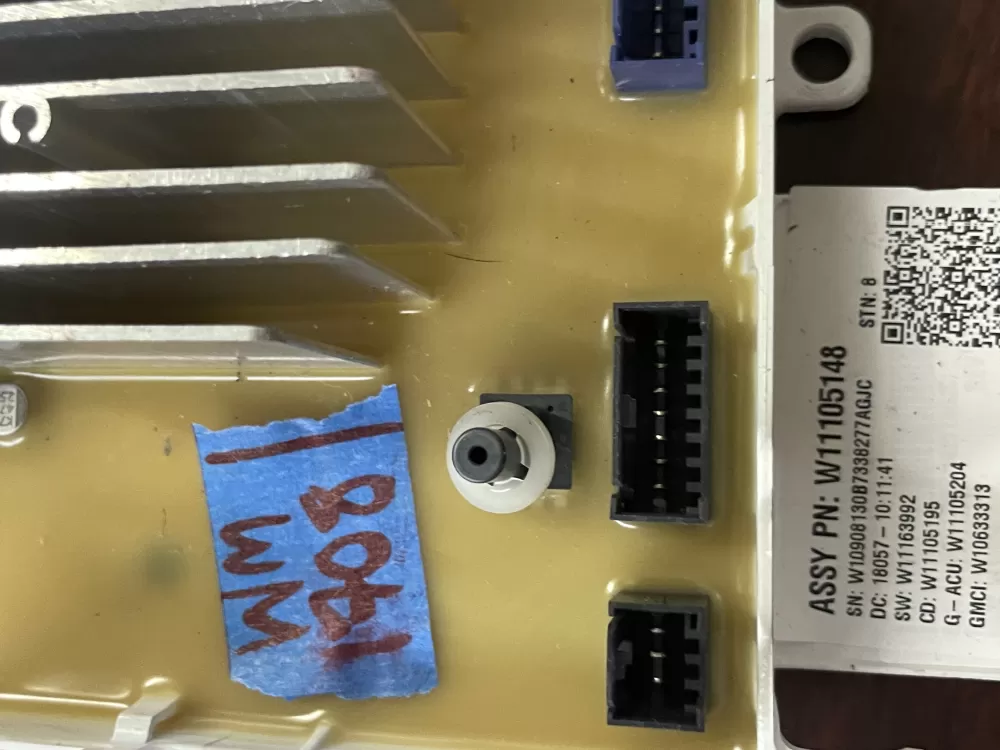 C
WM
1408
STN: 8
ASSY PN: W11105148
SN: W10908130B7338277AGJC
DC: 18057-10:11:41
SW: W11163992
CD: W11105195
G-ACU: W11105204
GMCI: W10633313